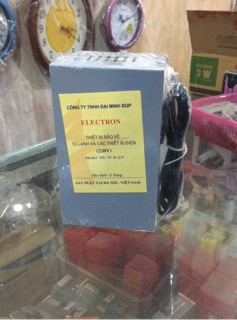 CÔNG TY TNHH ĐẠI MINH BQP
ELECTRON
THIẾT BỊ BẢO VỆ
TỦ LẠNH VÀ CÁC THIẾT BỊ ĐIỆN
(220V)
Bảo hành 12 tháng
SẢN XUẤT TẠI HÀ NỘI - VIỆT NAM